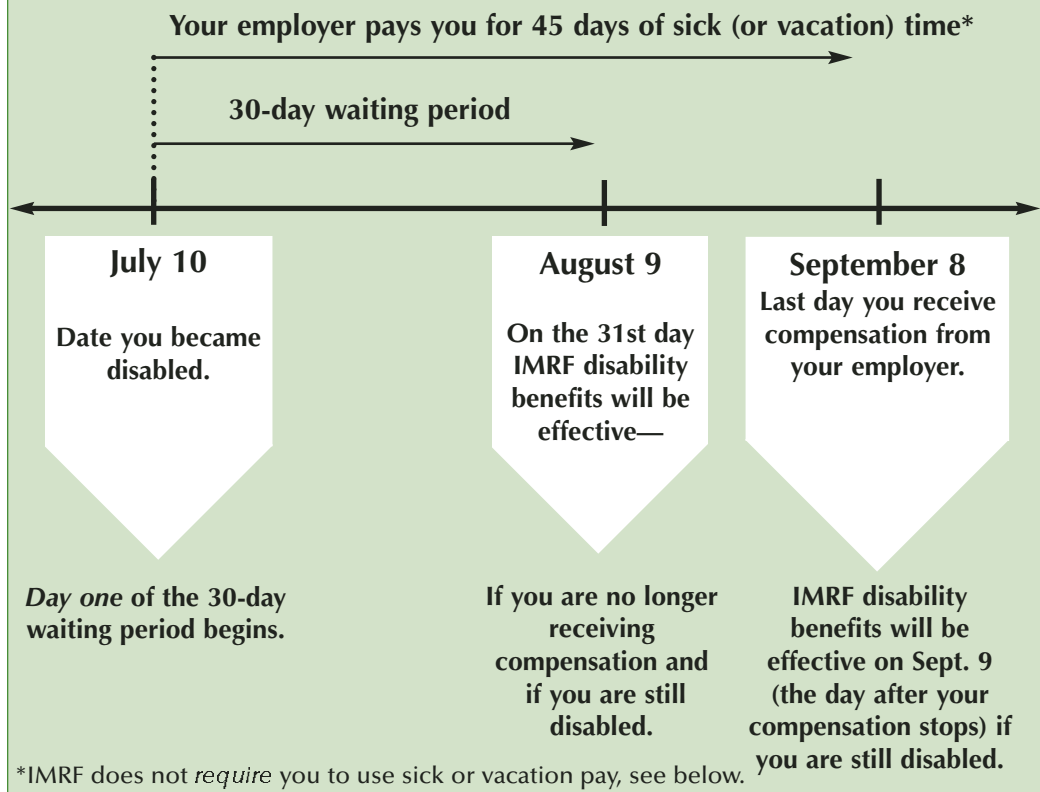 Your employer pays you for 45 days of sick (or vacation) time*
30-day waiting period
July 10
Date you became
disabled.
Day one of the 30-day
waiting period begins.
August 9
On the 31st day
IMRF disability
benefits will be
effective—
If you are no longer
receiving
compensation and
if you are still
disabled.
September 8
Last day you receive
compensation from
your employer.
IMRF disability
benefits will be
effective on Sept. 9
(the day after your
compensation stops) if
you are still disabled.
*IMRF does not require you to use sick or vacation pay, see below.